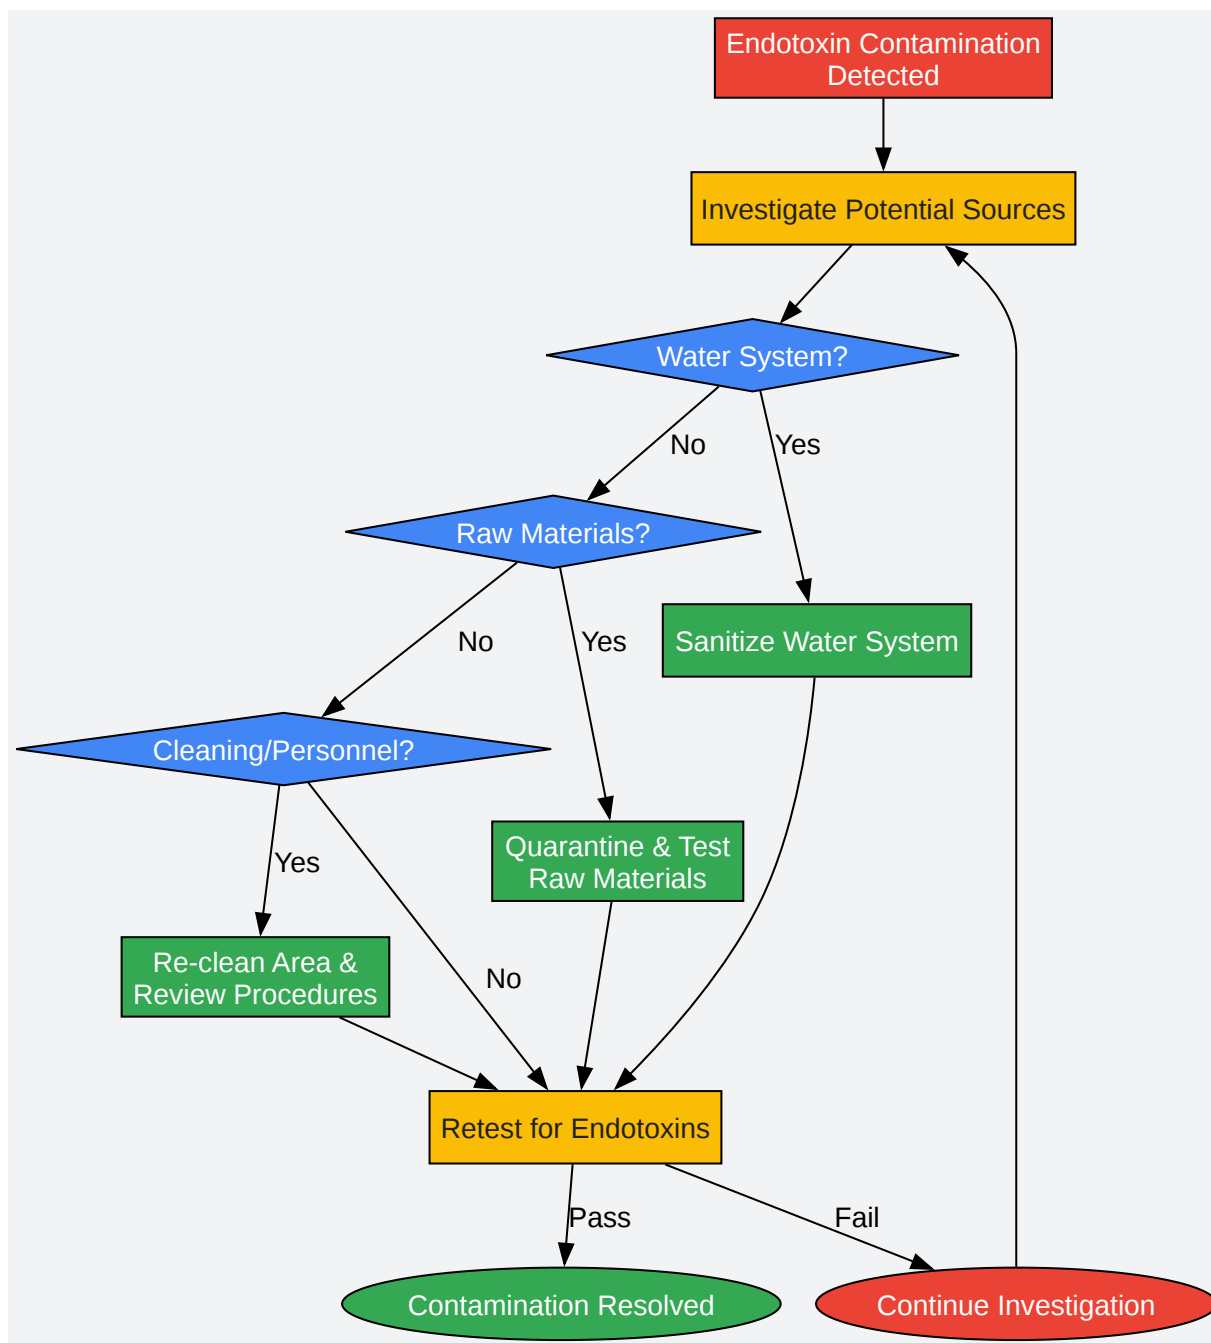 Endotoxin Contamination
Detected
Investigate Potential Sources
Water System?
No
Yes
Raw Materials?
No
Yes
Sanitize Water System
Cleaning/Personnel?
Quarantine & Test
Raw Materials
Yes
Re-clean Area &
Review Procedures
No
Retest for Endotoxins
Pass
Fail
Contamination Resolved
Continue Investigation